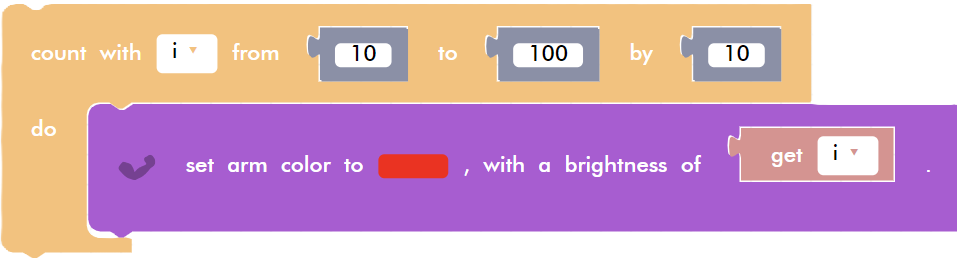 count with i from 10 to 100 by 10
do
set arm color to , with a brightness of get i .